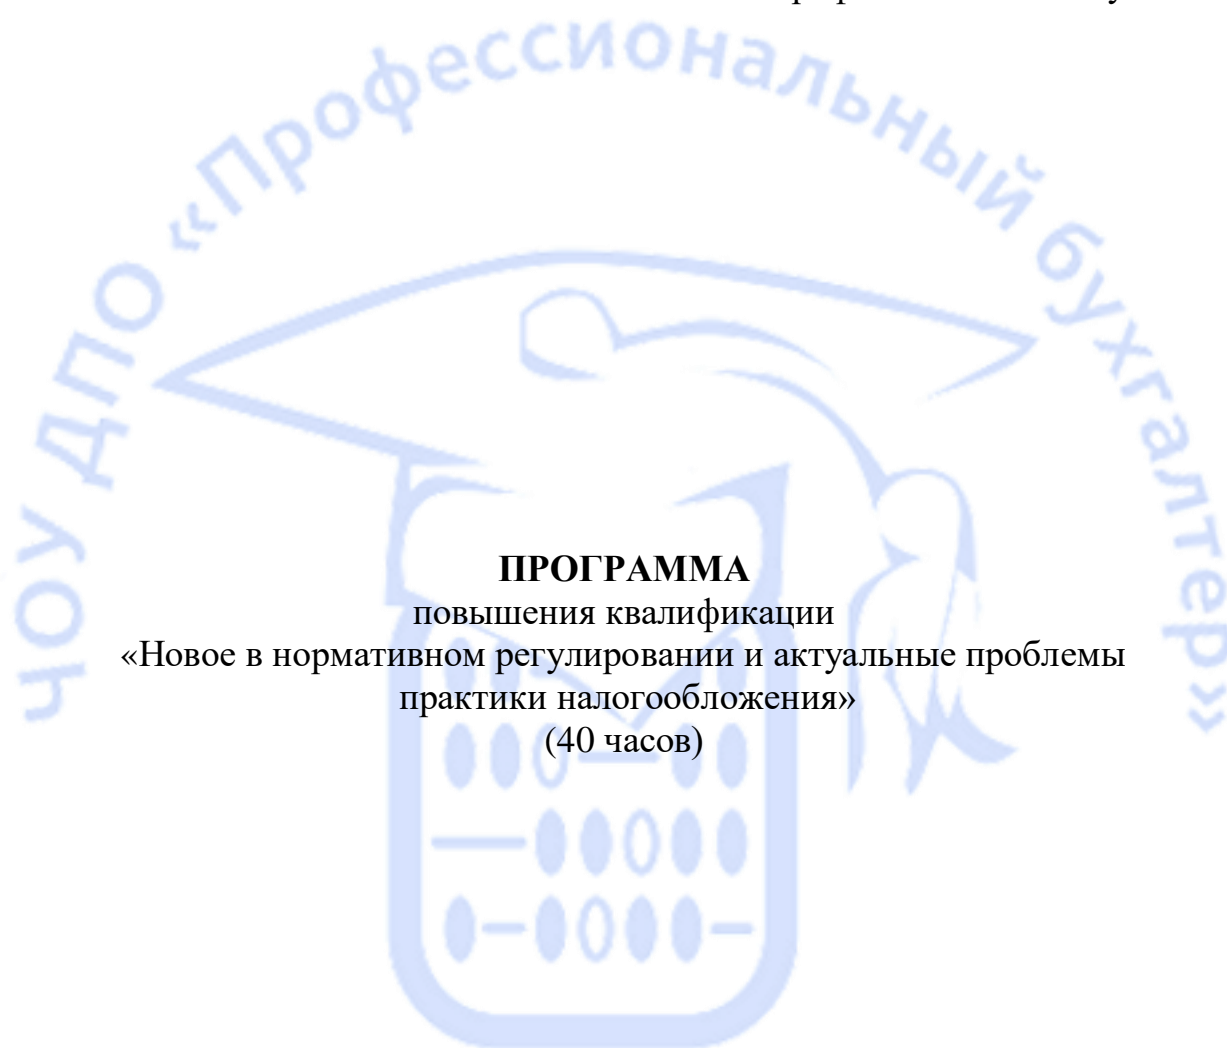 ЧОУ ДПО «Профессиональный бухгалтер»
ПРОГРАММА
повышения квалификации
«Новое в нормативном регулировании и актуальные проблемы
практики налогообложения»
(40 часов)